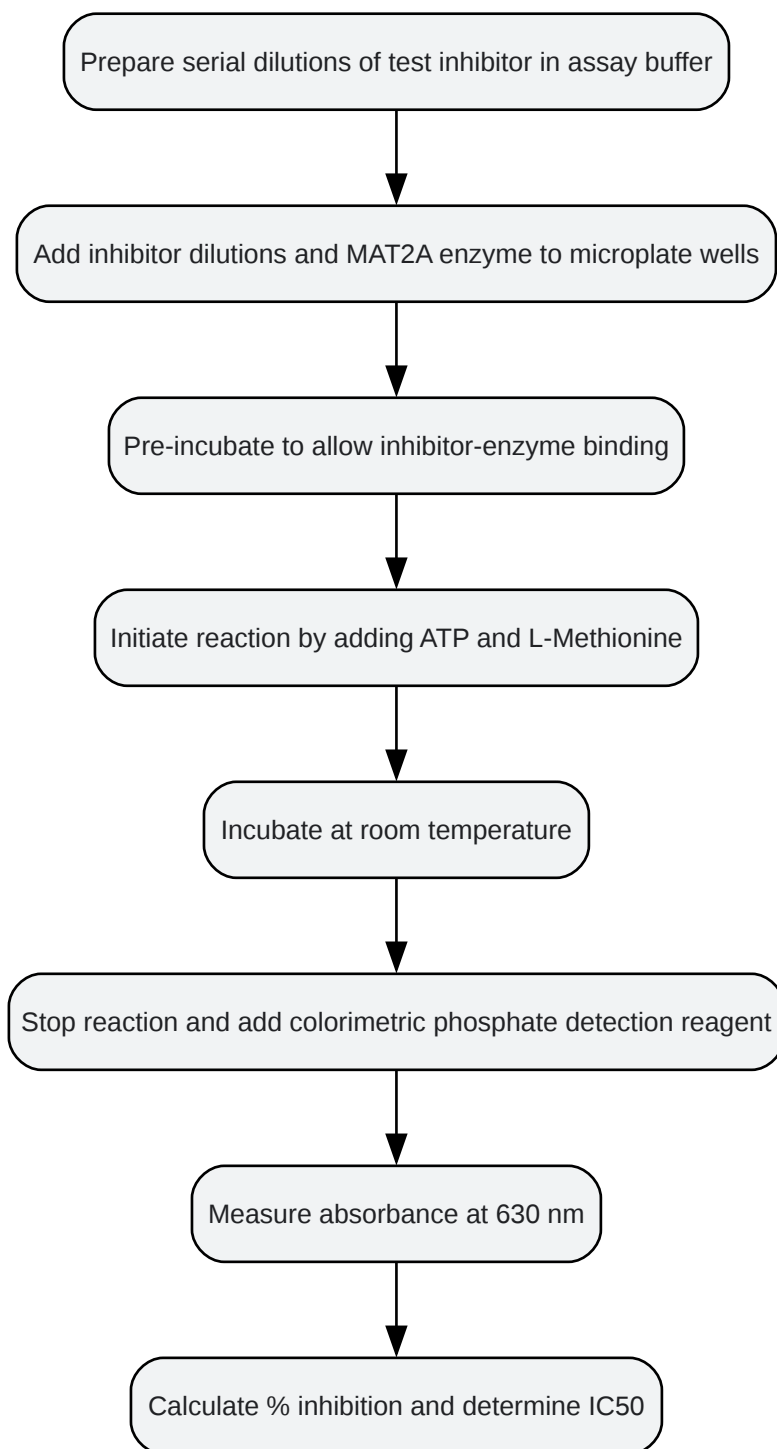 Prepare serial dilutions of test inhibitor in assay buffer
Add inhibitor dilutions and MAT2A enzyme to microplate wells
Pre-incubate to allow inhibitor-enzyme binding
Initiate reaction by adding ATP and L-Methionine
Incubate at room temperature
Stop reaction and add colorimetric phosphate detection reagent
Measure absorbance at 630 nm
Calculate % inhibition and determine IC50